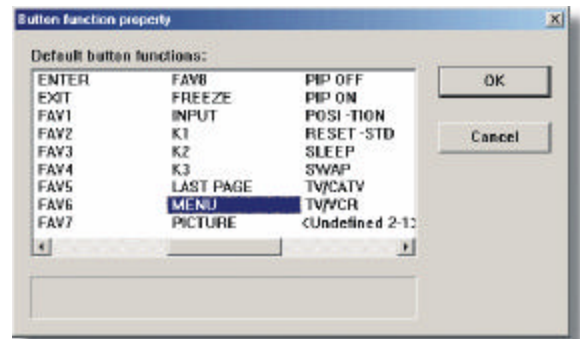 Button function property
Default button functions:
ENTER FAV8 PIP OFF
EXIT FREEZE PIP ON
FAV1 INPUT POSI-TION
FAV2 K1 RESET-STD
FAV3 K2 SLEEP
FAV4 K3 SWAP
FAV5 LAST PAGE TV/CATV
FAV6 MENU TV/VCR
FAV7 PICTURE <Undefined 2-1>
OK
Cancel